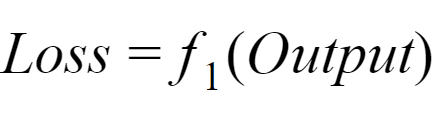 Loss = f₁(Output)